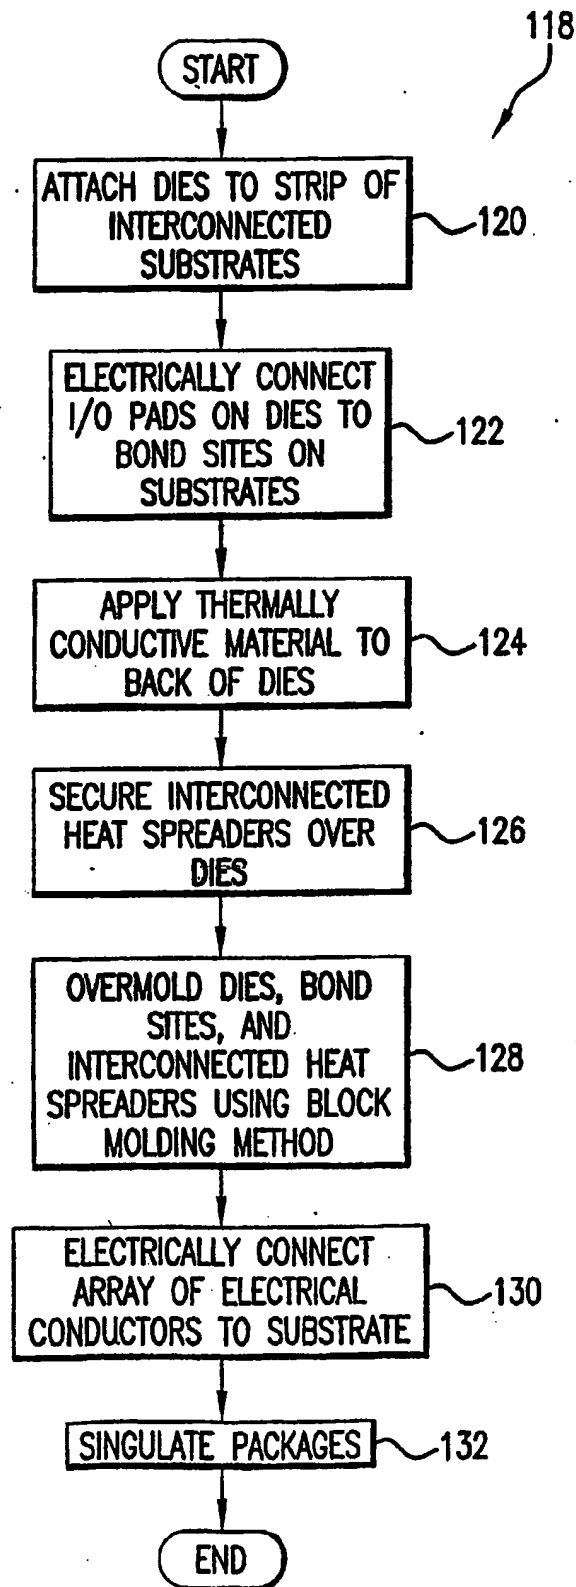 118
START
ATTACH DIES TO STRIP OF
INTERCONNECTED
SUBSTRATES
120
ELECTRICALLY CONNECT
I/O PADS ON DIES TO
BOND SITES ON
SUBSTRATES
122
APPLY THERMALLY
CONDUCTIVE MATERIAL TO
BACK OF DIES
124
SECURE INTERCONNECTED
HEAT SPREADERS OVER
DIES
126
OVERMOLD DIES, BOND
SITES, AND
INTERCONNECTED HEAT
SPREADERS USING BLOCK
MOLDING METHOD
128
ELECTRICALLY CONNECT
ARRAY OF ELECTRICAL
CONDUCTORS TO SUBSTRATE
130
SINGULATE PACKAGES
132
END